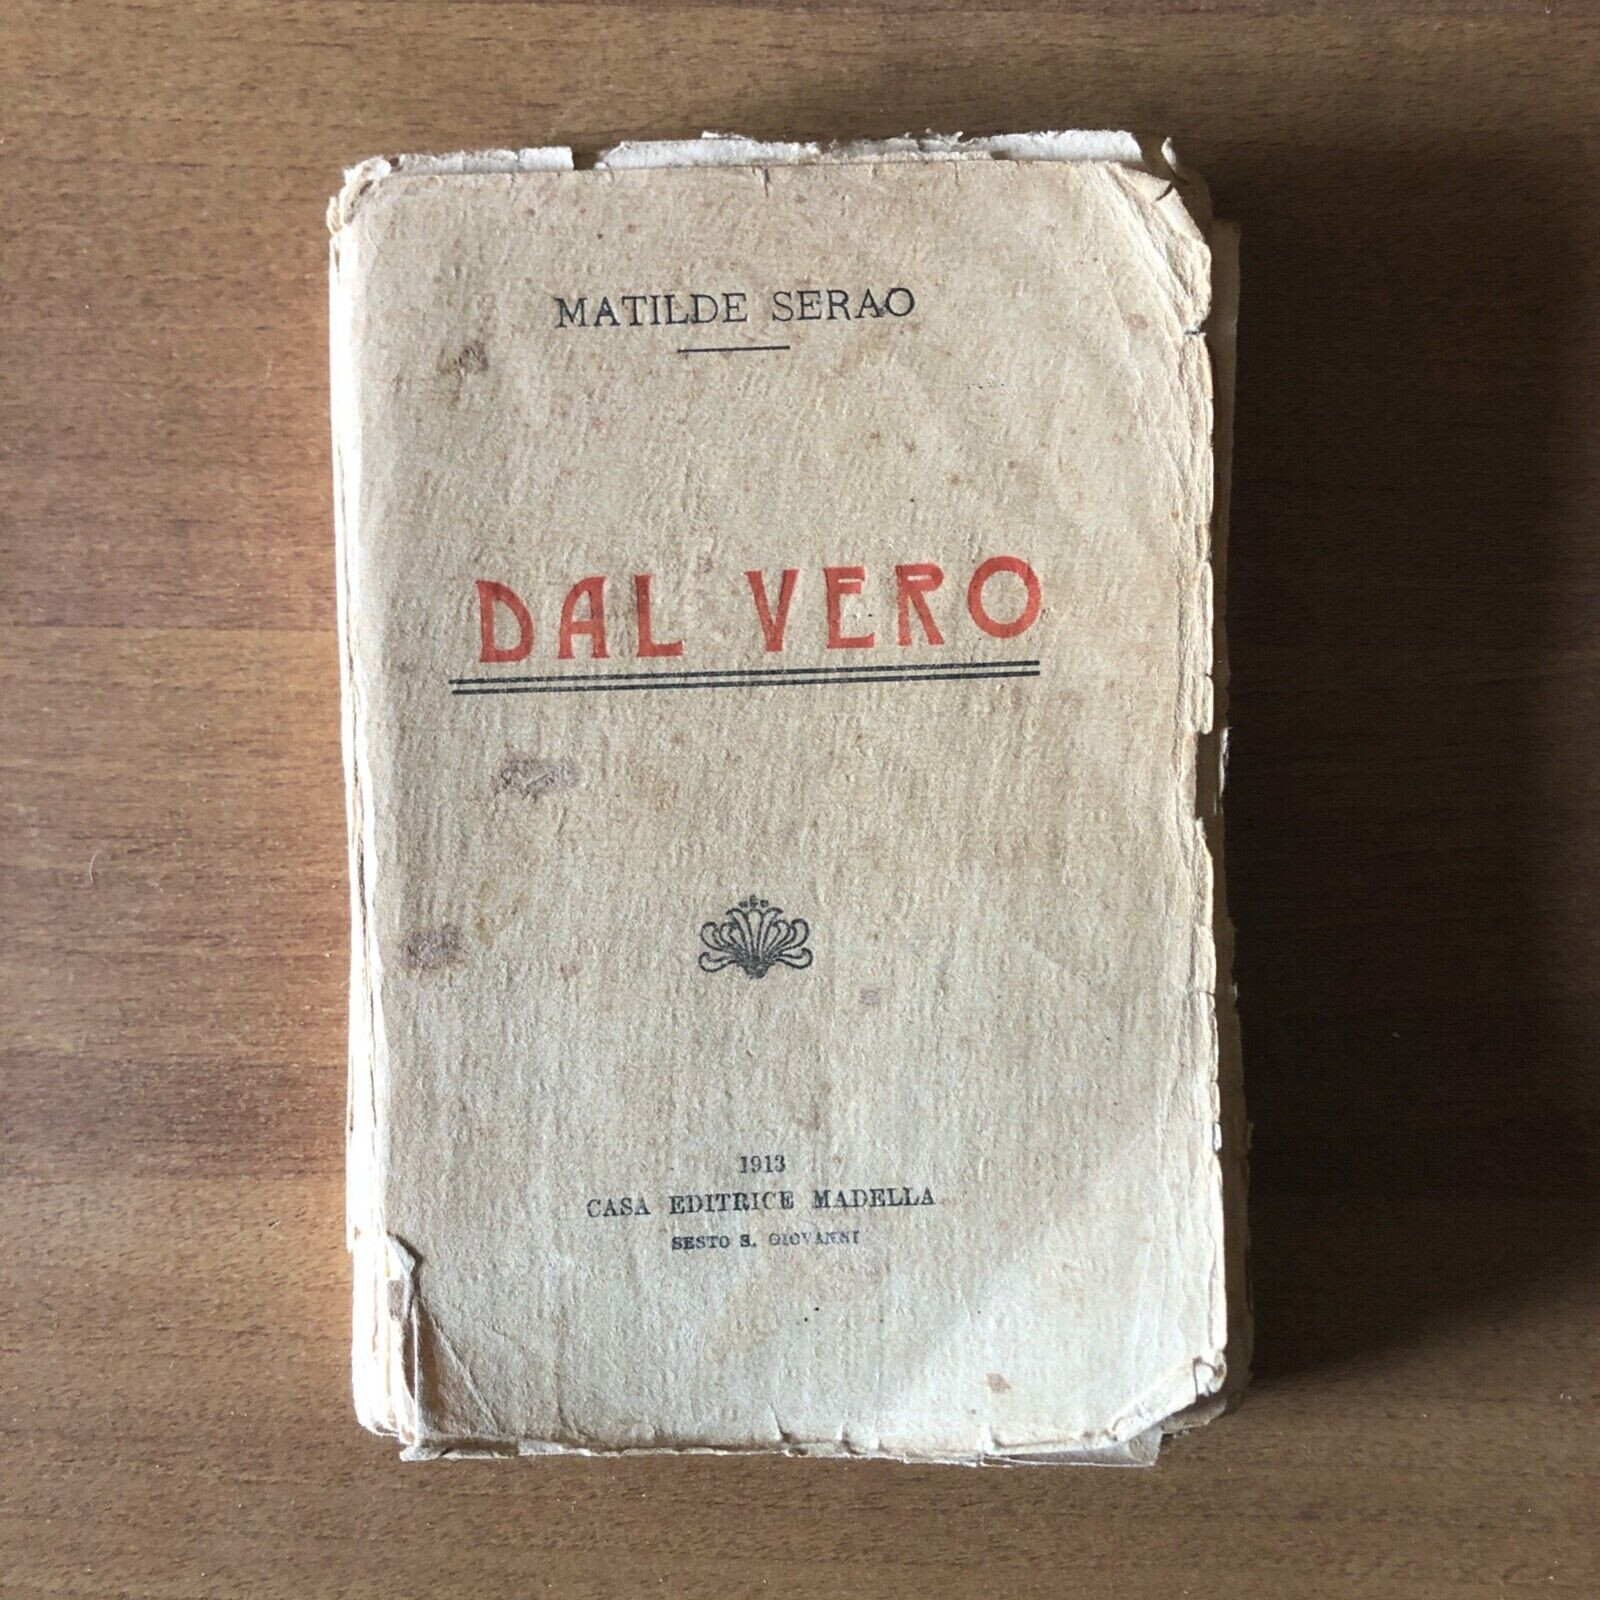 MATILDE SERAO
DAL VERO
1913
CASA EDITRICE MADELLA
SESTO S. GIOVANNI